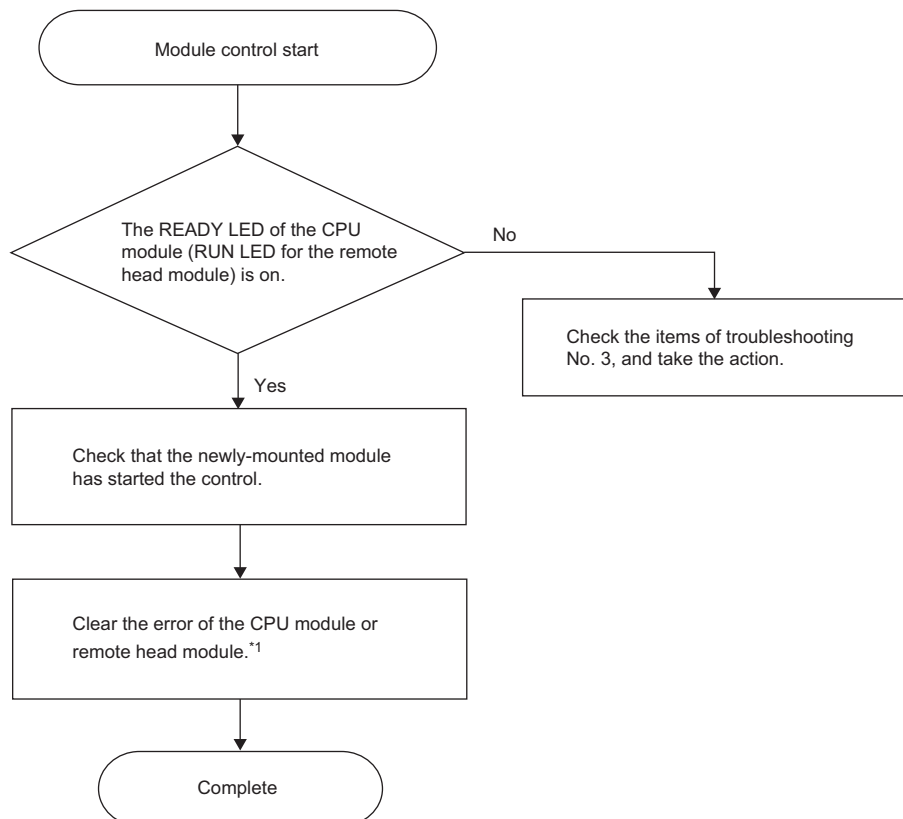 Module control start
The READY LED of the CPU
module (RUN LED for the remote
head module) is on.
No
Check the items of troubleshooting
No. 3, and take the action.
Yes
Check that the newly-mounted module
has started the control.
Clear the error of the CPU module or
remote head module.*1
Complete